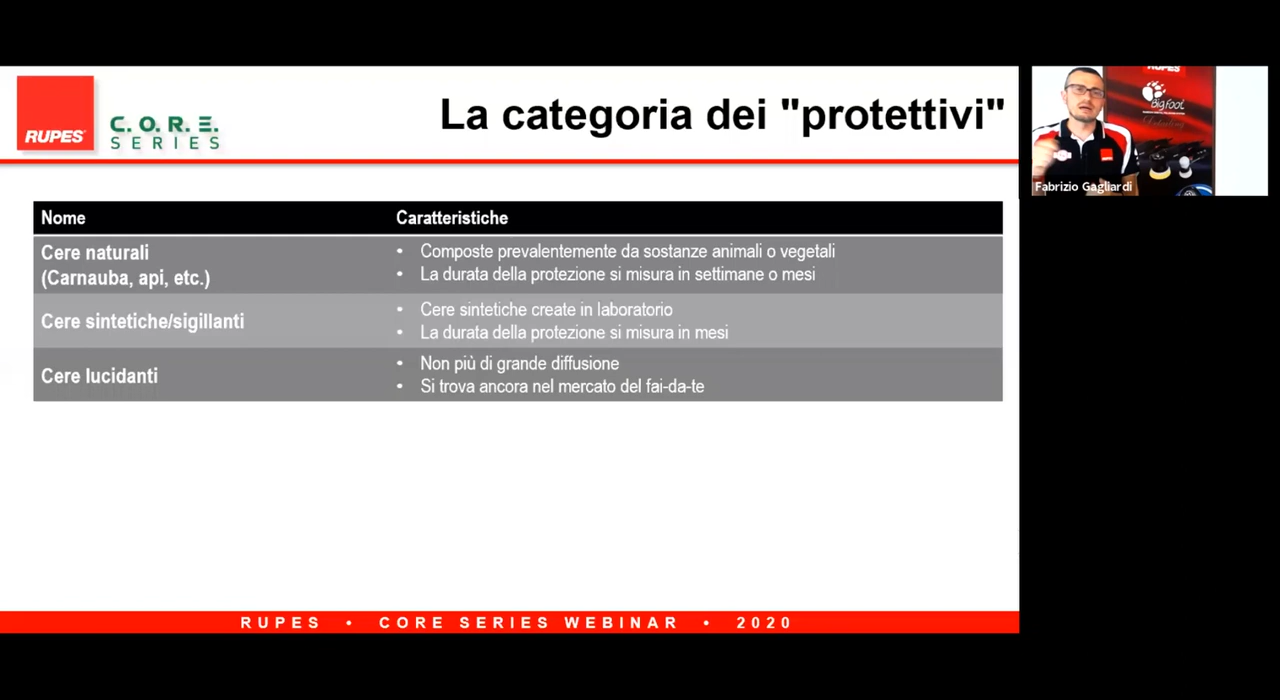 RUPES
C.O.R.E.
SERIES
La categoria dei "protettivi"
RUPES
Bigfoot
Fabrizio Gagliardi
Nome
Caratteristiche
Cere naturali
(Carnauba, api, etc.)
• Composte prevalentemente da sostanze animali o vegetali
• La durata della protezione si misura in settimane o mesi
Cere sintetiche/sigillanti
• Cere sintetiche create in laboratorio
• La durata della protezione si misura in mesi
Cere lucidanti
• Non più di grande diffusione
• Si trova ancora nel mercato del fai-da-te
RUPES • CORE SERIES WEBINAR • 2020